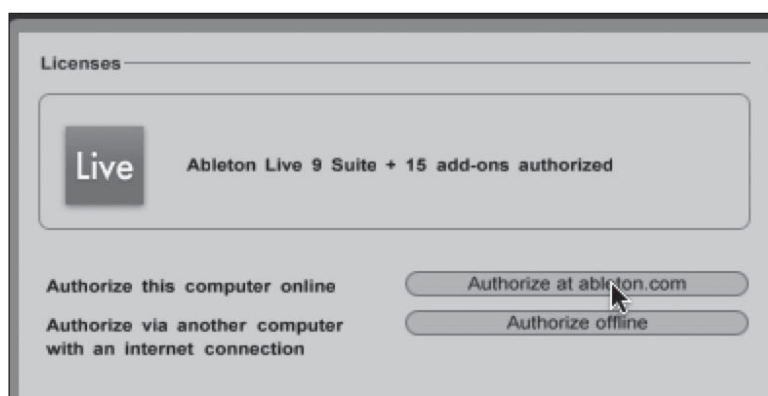 Licenses
Live
Ableton Live 9 Suite + 15 add-ons authorized
Authorize this computer online
Authorize at ableton.com
Authorize via another computer
with an internet connection
Authorize offline